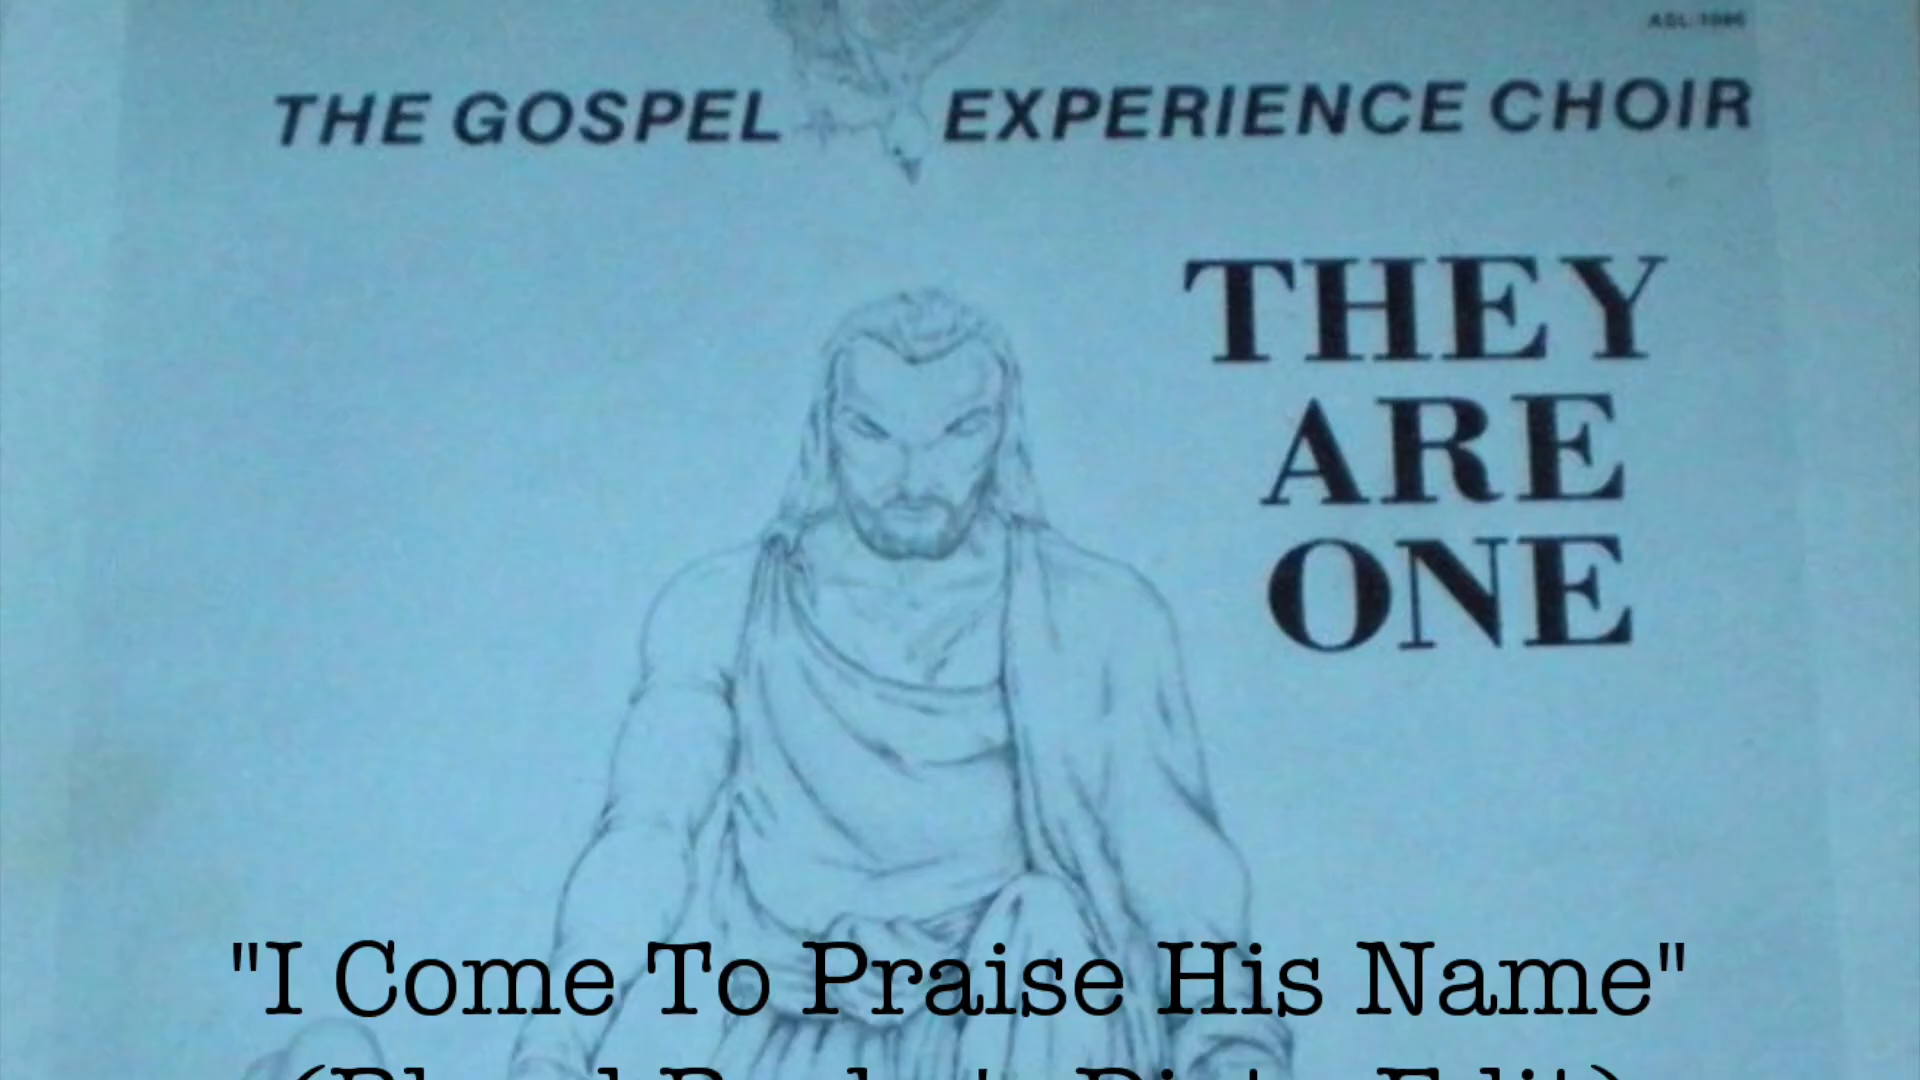 THE GOSPEL EXPERIENCE CHOIR
THEY
ARE
ONE
"I Come To Praise His Name"